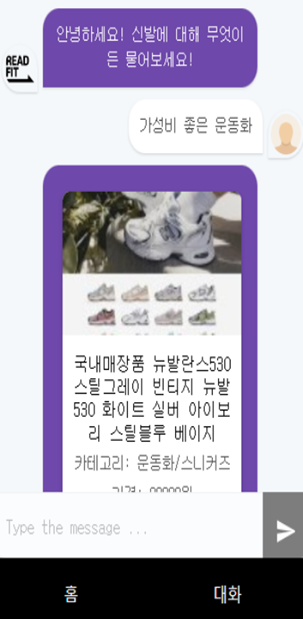 안녕하세요! 신발에 대해 무엇이
든 물어보세요!
READ
FIT
가성비 좋은 운동화
국내매장품 뉴발란스530
스틸그레이 빈티지 뉴발
530 화이트 실버 아이보
리 스틸블루 베이지
카테고리: 운동화/스니커즈
Type the message ...
홈
대화